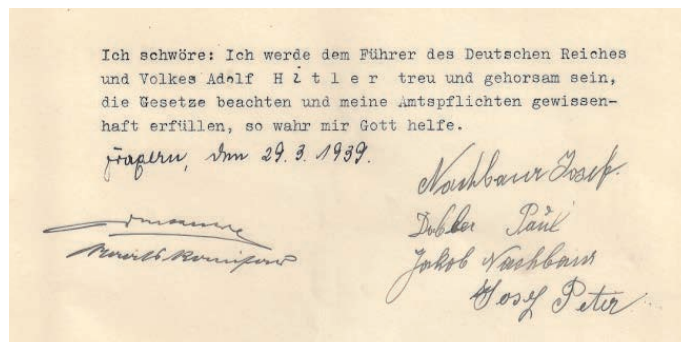 Ich schwöre: Ich werde dem Führer des Deutschen Reiches
und Volkes Adolf H i t l e r treu und gehorsam sein,
die Gesetze beachten und meine Amtspflichten gewissen-
haft erfüllen, so wahr mir Gott helfe.
den 29. 3. 1939.
Nachbaur Josef.
Paul
Jakob Nachbaur
Josef Peter